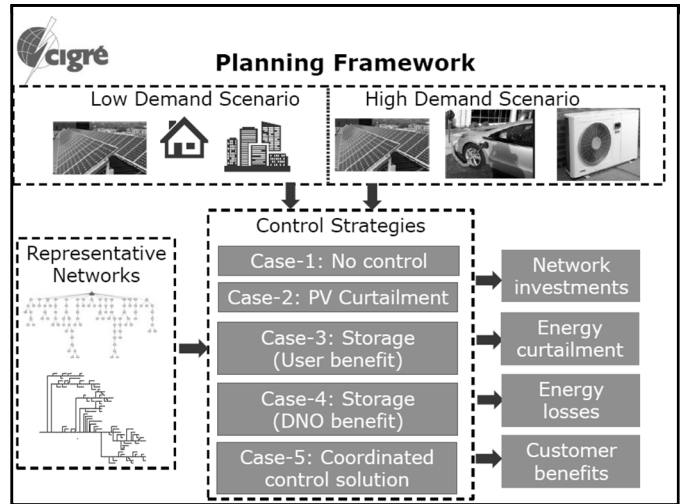 cigré
Planning Framework
Low Demand Scenario
High Demand Scenario
Control Strategies
Representative
Networks
Case-1: No control
Case-2: PV Curtailment
Case-3: Storage
(User benefit)
Case-4: Storage
(DNO benefit)
Case-5: Coordinated
control solution
Network
investments
Energy
curtailment
Energy
losses
Customer
benefits